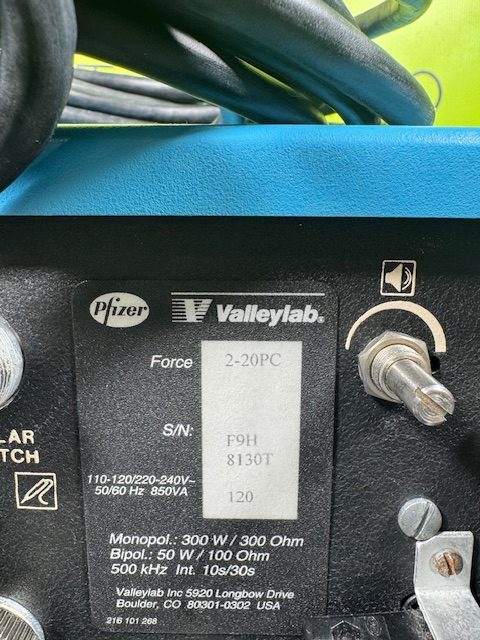 Pfizer
Valleylab®
Force 2-20PC
S/N: F9H
8130T
110-120/220-240V~
50/60 Hz 850VA 120
LAR
TCH
Monopol.: 300 W / 300 Ohm
Bipol.: 50 W / 100 Ohm
500 kHz Int. 10s/30s
Valleylab Inc 5920 Longbow Drive
Boulder, CO 80301-0302 USA
216 101 268